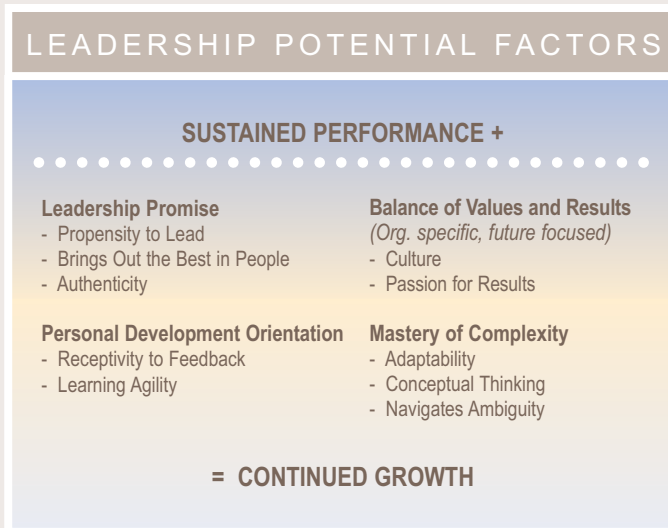 LEADERSHIP POTENTIAL FACTORS
SUSTAINED PERFORMANCE +
Leadership Promise
- Propensity to Lead
- Brings Out the Best in People
- Authenticity
Balance of Values and Results
(Org. specific, future focused)
- Culture
- Passion for Results
Personal Development Orientation
- Receptivity to Feedback
- Learning Agility
Mastery of Complexity
- Adaptability
- Conceptual Thinking
- Navigates Ambiguity
= CONTINUED GROWTH